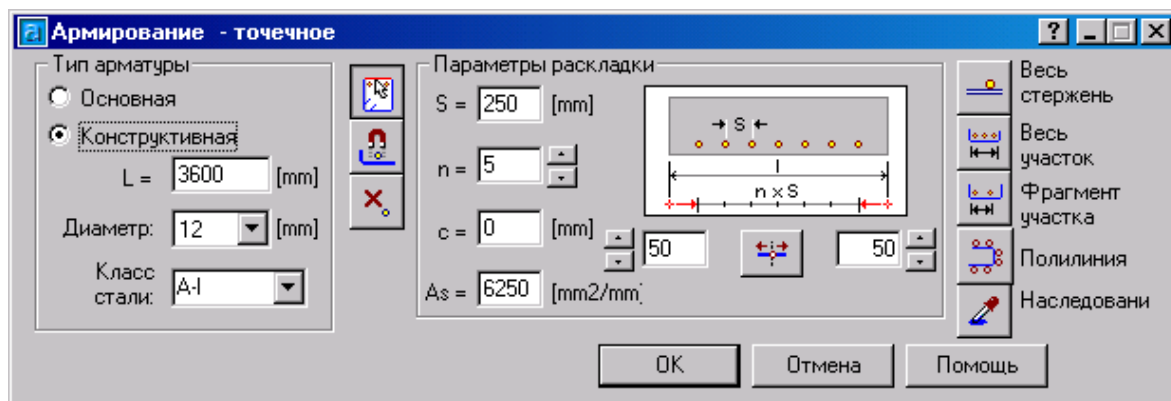 Армирование - точечное
Тип арматуры
Основная
Конструктивная
L = 3600 [mm]
Диаметр: 12 [mm]
Класс
стали: A-I
Параметры раскладки
S = 250 [mm]
n = 5
c = 0 [mm]
As = 6250 [mm2/mm]
S
l
n x S
50
50
Весь
стержень
Весь
участок
Фрагмент
участка
Полилиния
Наследовани
OK
Отмена
Помощь